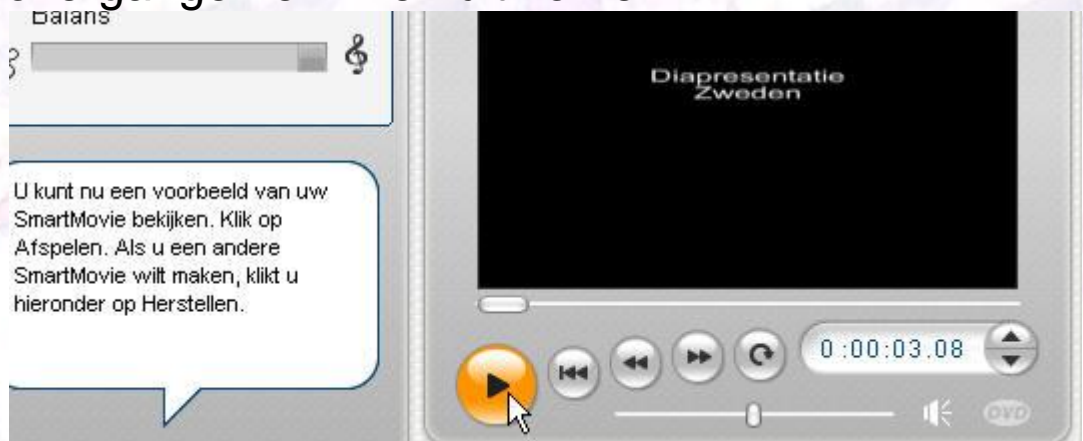 Balans
Diapresentatie
Zweden
U kunt nu een voorbeeld van uw
SmartMovie bekijken. Klik op
Afspelen. Als u een andere
SmartMovie wilt maken, klikt u
hieronder op Herstellen.
0:00:03.08
DVD